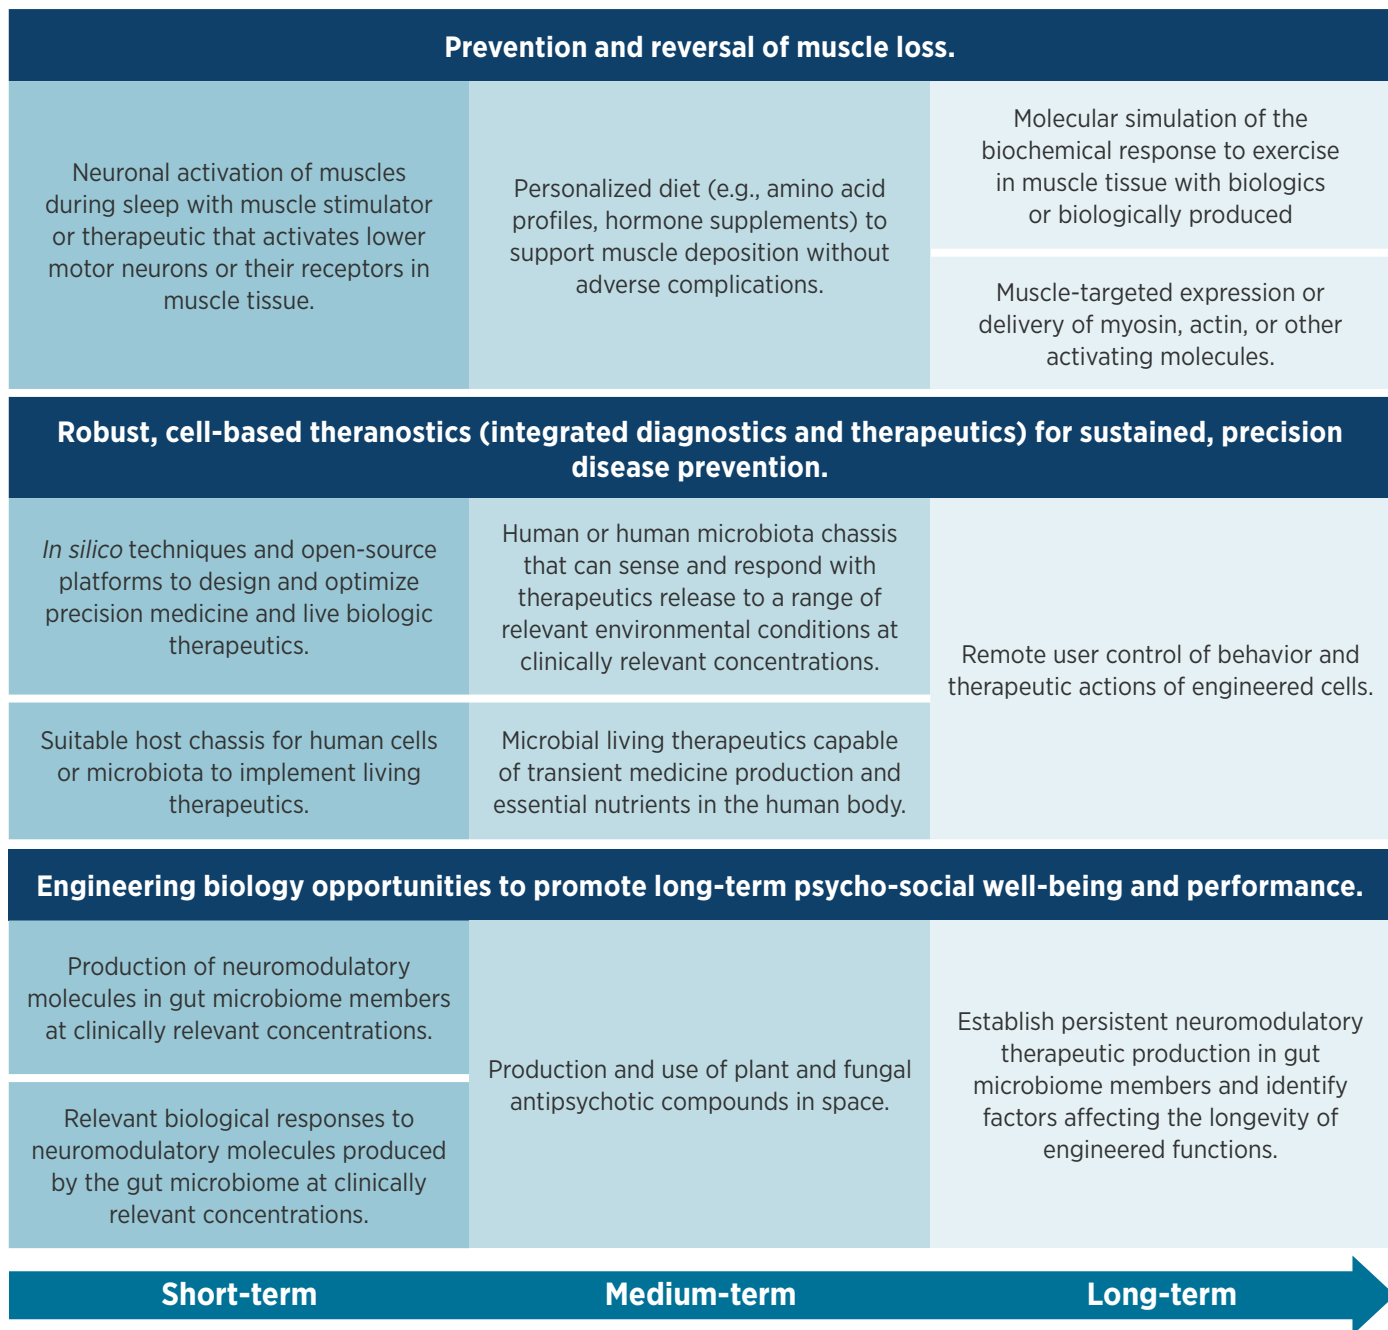 Prevention and reversal of muscle loss.
Neuronal activation of muscles
during sleep with muscle stimulator
or therapeutic that activates lower
motor neurons or their receptors in
muscle tissue.
Personalized diet (e.g., amino acid
profiles, hormone supplements) to
support muscle deposition without
adverse complications.
Molecular simulation of the
biochemical response to exercise
in muscle tissue with biologics
or biologically produced
Muscle-targeted expression or
delivery of myosin, actin, or other
activating molecules.
Robust, cell-based theranostics (integrated diagnostics and therapeutics) for sustained, precision
disease prevention.
In silico techniques and open-source
platforms to design and optimize
precision medicine and live biologic
therapeutics.
Suitable host chassis for human cells
or microbiota to implement living
therapeutics.
Human or human microbiota chassis
that can sense and respond with
therapeutics release to a range of
relevant environmental conditions at
clinically relevant concentrations.
Microbial living therapeutics capable
of transient medicine production and
essential nutrients in the human body.
Remote user control of behavior and
therapeutic actions of engineered cells.
Engineering biology opportunities to promote long-term psycho-social well-being and performance.
Production of neuromodulatory
molecules in gut microbiome members
at clinically relevant concentrations.
Relevant biological responses to
neuromodulatory molecules produced
by the gut microbiome at clinically
relevant concentrations.
Production and use of plant and fungal
antipsychotic compounds in space.
Establish persistent neuromodulatory
therapeutic production in gut
microbiome members and identify
factors affecting the longevity of
engineered functions.
Short-term
Medium-term
Long-term